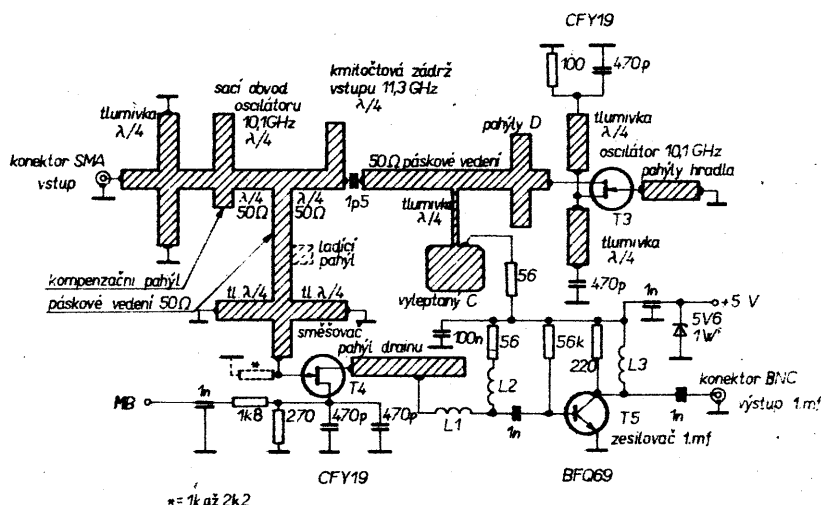 CFY19
100
470p
sací obvod
oscilátoru
10,1GHz
λ/4
kmitočtová zádrž
vstupu 11,3 GHz
λ/4
tlumivka
λ/4
pahýly D
tlumivka
λ/4
konektor SMA
vstup
50Ω páskové vedení
oscilátor 10,1 GHz
pahýly hradla
λ/4
50Ω
λ/4
50Ω
1p5
T3
tlumivka
λ/4
ladící
pahýl
tlumivka
λ/4
kompenzační pahýl
páskové vedení 50Ω
vyleptaný C
56
470p
1n
+5 V
5V6
1W
tl. λ/4
tl. λ/4
směšovač
pahýl drainu
100n
56
56k
220
L3
*
T4
L2
konektor BNC
výstup 1.mf
MB
1n
1k8
270
470p
470p
L1
1n
T5
1n
zesilovač 1.mf
CFY19
BFQ69
*=1k až 2k2